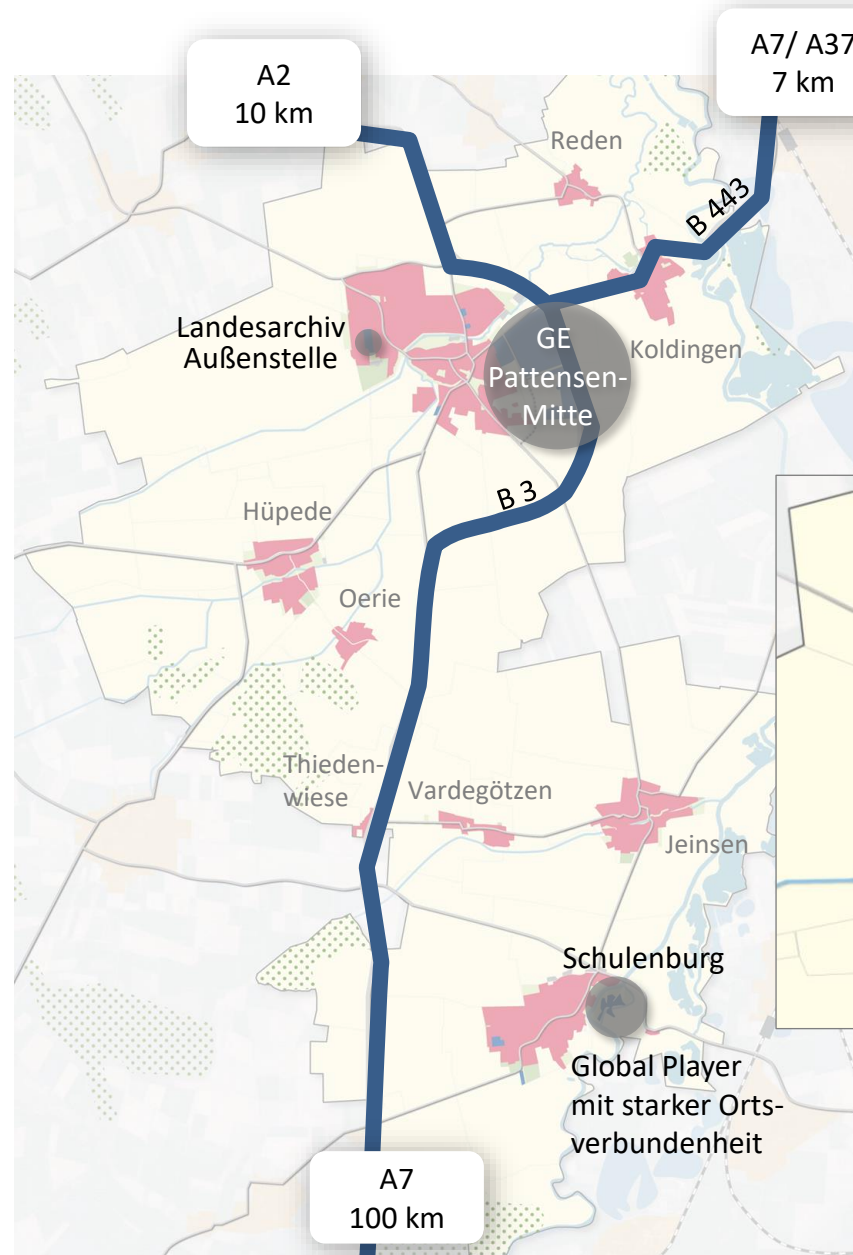 A2
10 km
A7/ A37
7 km
Reden
B 443
Landesarchiv
Außenstelle
GE
Pattensen-
Mitte
Koldingen
B 3
Hüpede
Oerie
Thieden-
wiese
Vardegötzen
Jeinsen
Schulenburg
Global Player
mit starker Orts-
verbundenheit
A7
100 km